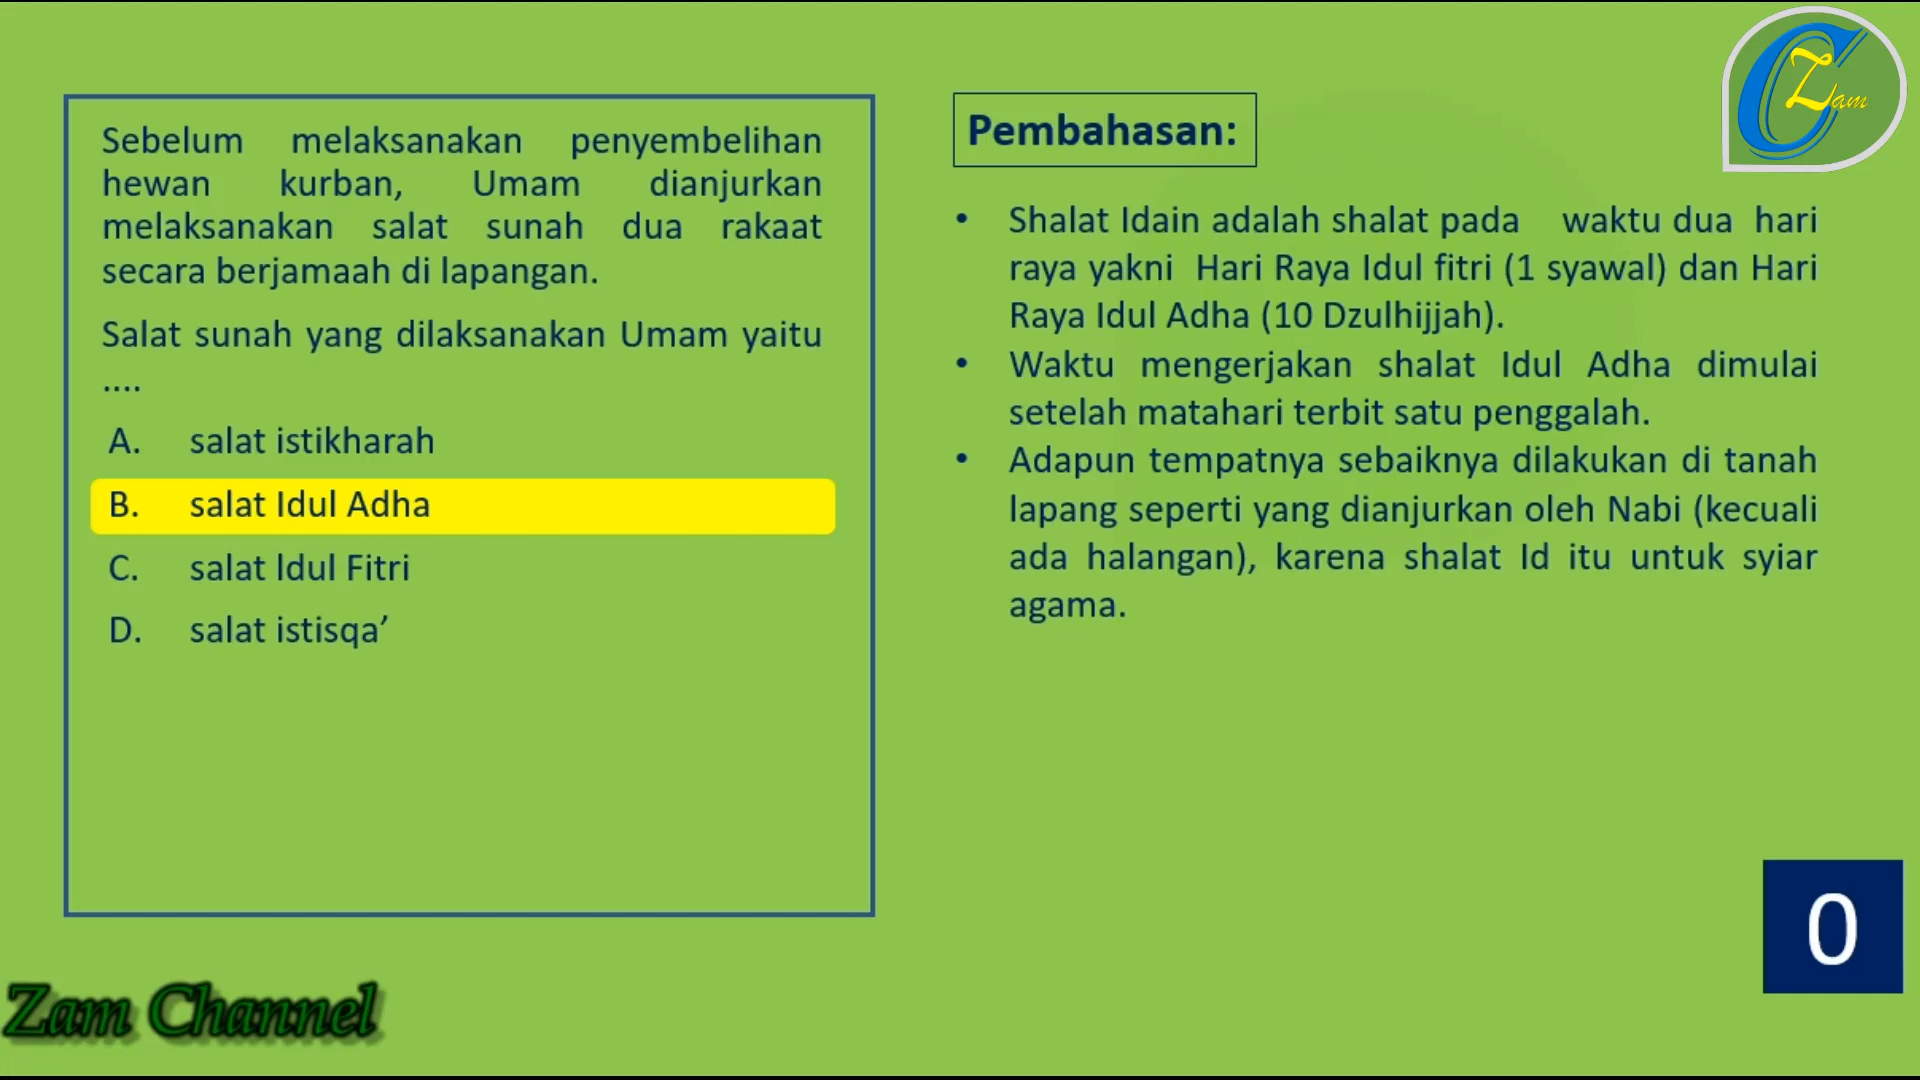 Sebelum melaksanakan penyembelihan
hewan kurban, Umam dianjurkan
melaksanakan salat sunah dua rakaat
secara berjamaah di lapangan.
Salat sunah yang dilaksanakan Umam yaitu
....
A. salat istikharah
B. salat Idul Adha
C. salat ldul Fitri
D. salat istisqa’
Pembahasan:
• Shalat Idain adalah shalat pada waktu dua hari
raya yakni Hari Raya Idul fitri (1 syawal) dan Hari
Raya Idul Adha (10 Dzulhijjah).
• Waktu mengerjakan shalat Idul Adha dimulai
setelah matahari terbit satu penggalah.
• Adapun tempatnya sebaiknya dilakukan di tanah
lapang seperti yang dianjurkan oleh Nabi (kecuali
ada halangan), karena shalat Id itu untuk syiar
agama.
C Zam
0
Zam Channel